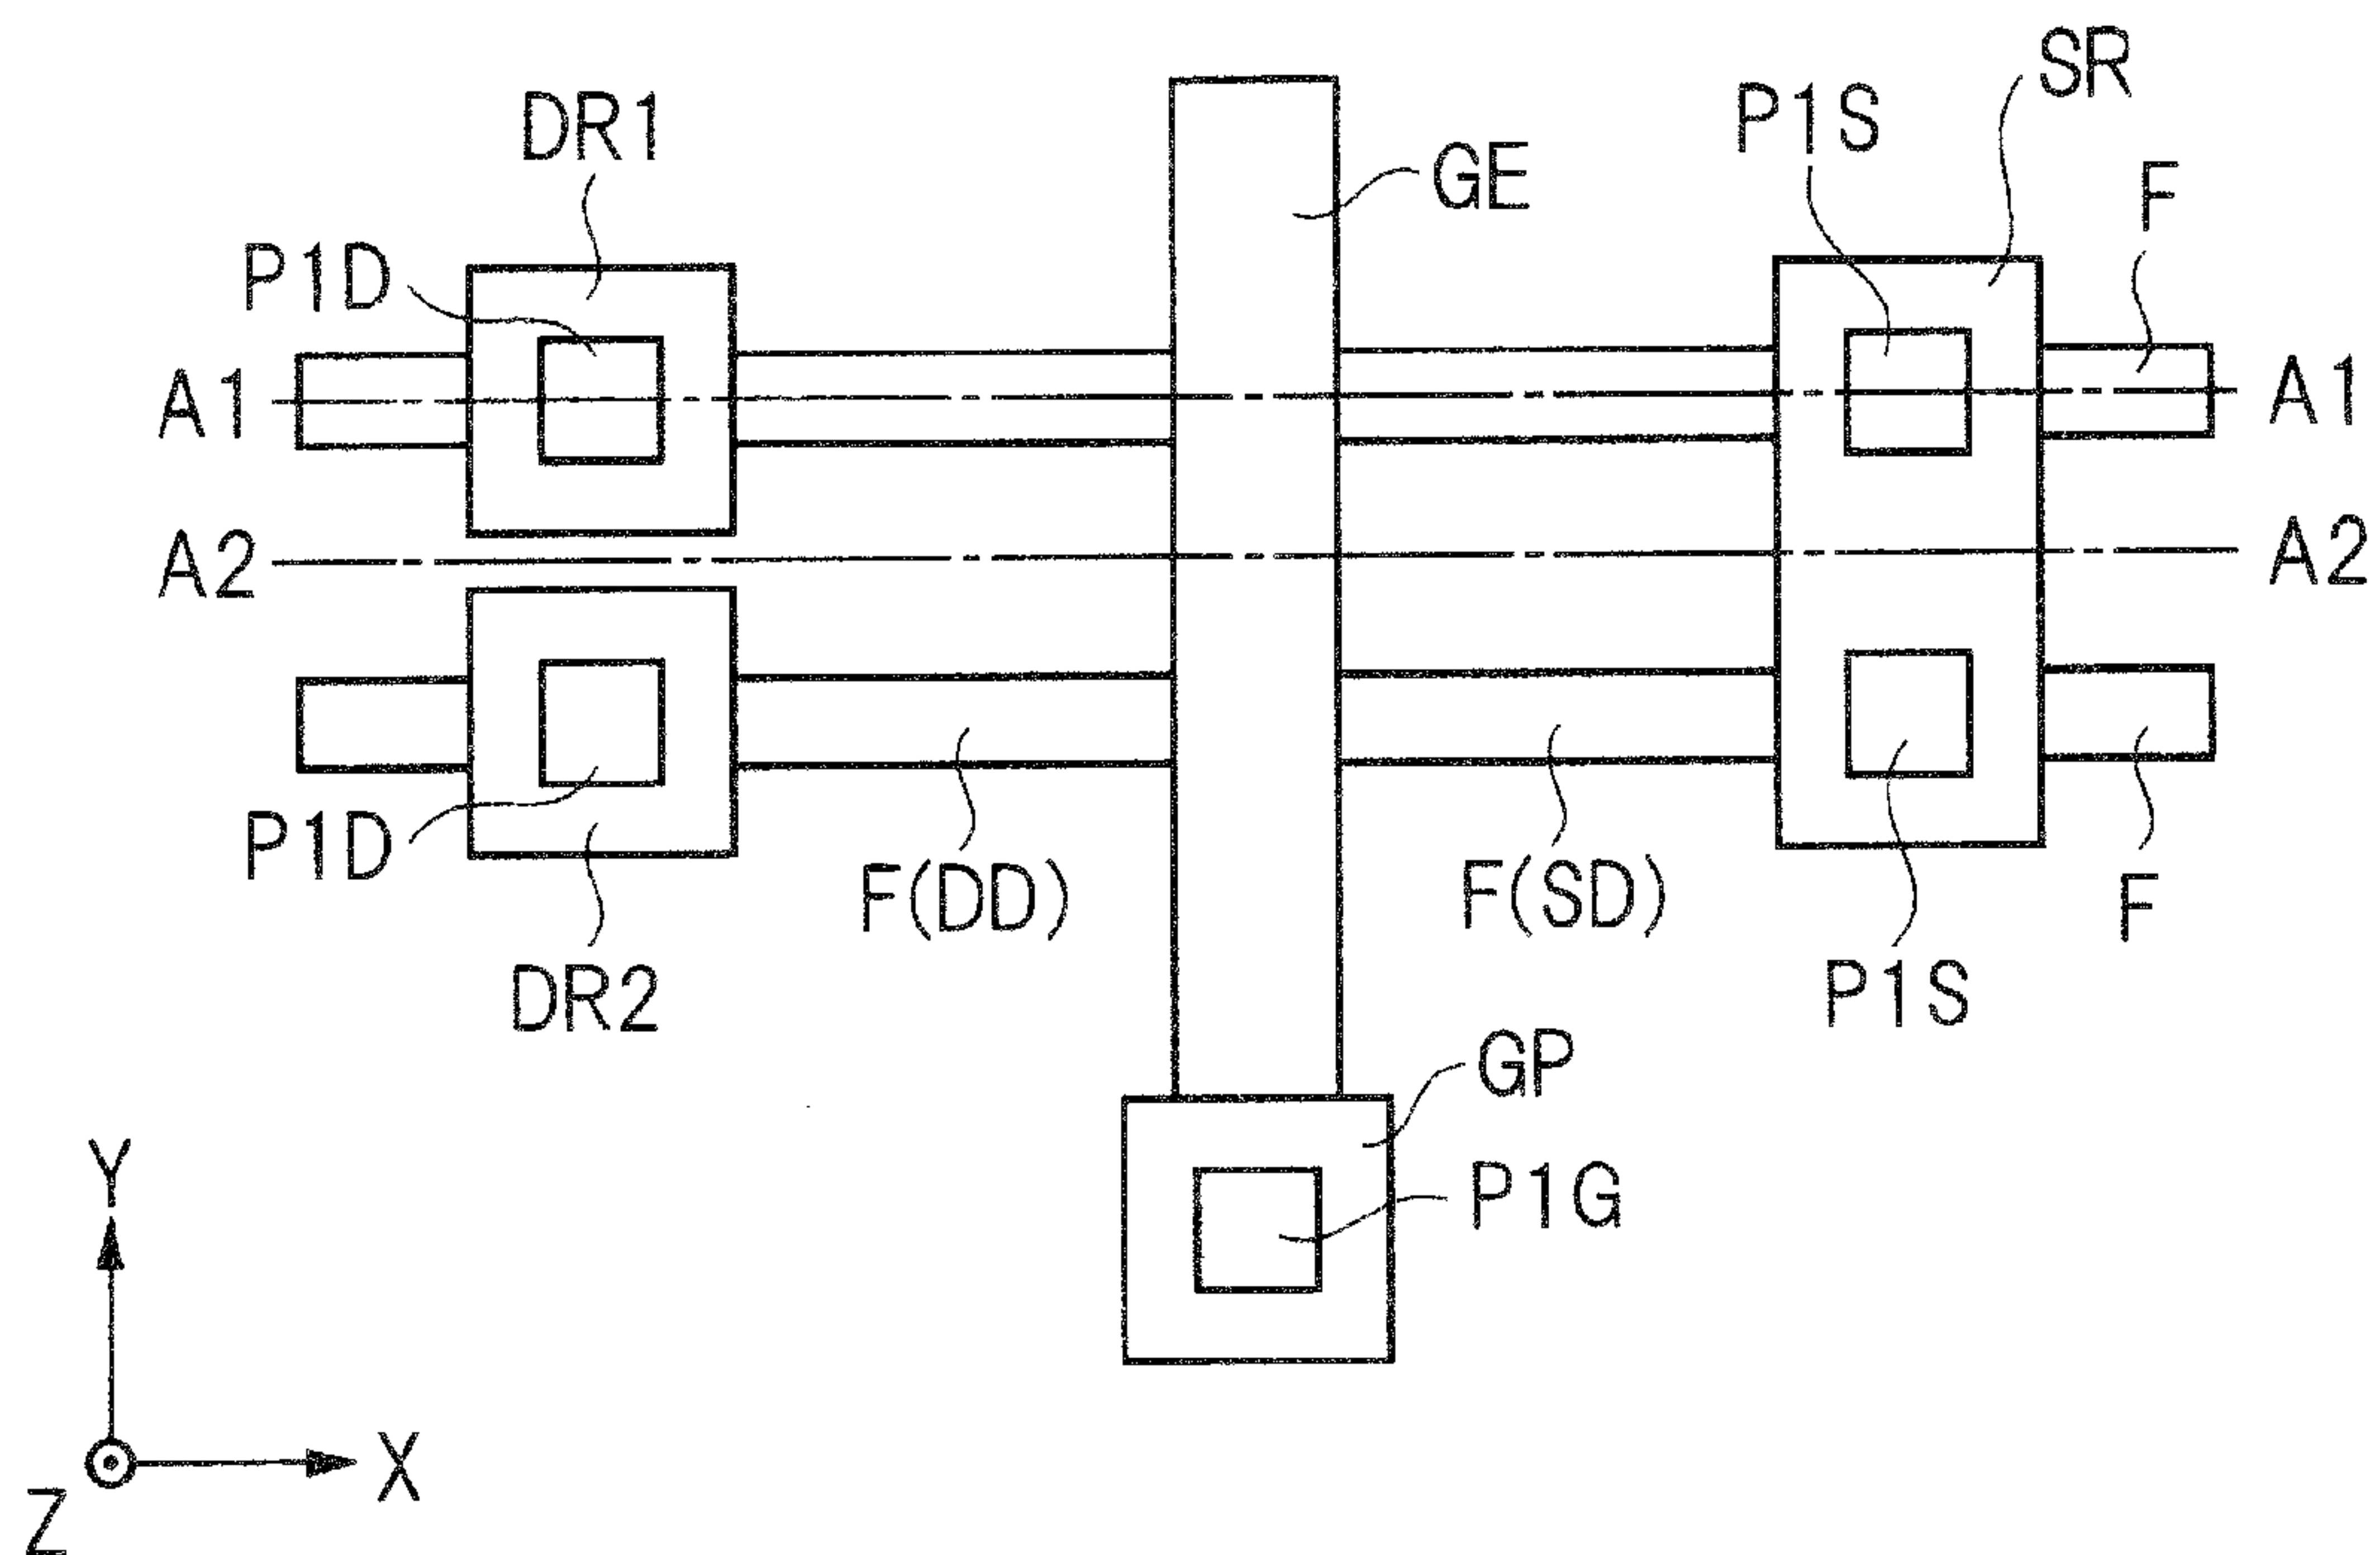 SR
P1S
DR1
GE
F
P1D
A1
A1
A2
A2
P1D
F(DD)
F(SD)
F
DR2
P1S
GP
Y
P1G
X
Z